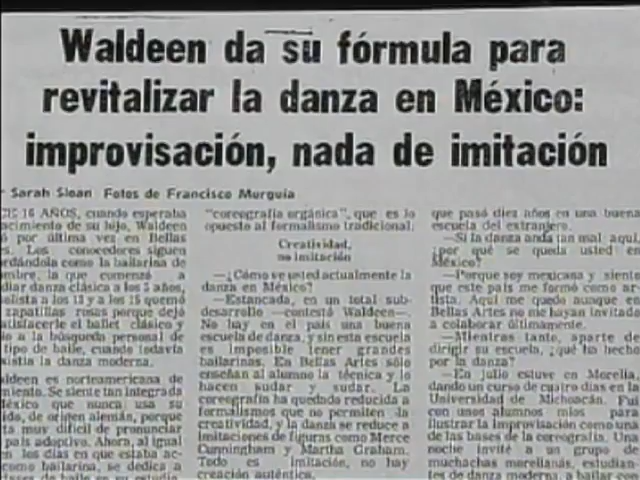 Waldeen da su fórmula para
revitalizar la danza en México:
improvisación, nada de imitación
Sarah Sloan Fotos de Francisco Murguía
16 AÑOS, cuando esperaba
acimiento de su hijo, Waldeen
ó por última vez en Bellas
s. Los conocedores siguen
rdándola como la bailarina de
mbre, la que comenzó a
diar danza clásica a los 5 años,
olista a los 13 y a los 15 quemó
zapatillas rosas porque dejó
atisfacerle el ballet clásico y
ió a la búsqueda personal de
tipo de baile, cuando todavía
xistía la danza moderna.
aldeen es norteamericana de
miento. Se siente tan integrada
México que nunca usa su
ido, de origen alemán, porque
ta muy difícil de pronunciar
país adoptivo. Ahora, al igual
en los días en que estaba ac-
como bailarina, se dedica a
clases de baile en su estudio
"coreografía orgánica", que es lo
opuesto al formalismo tradicional.
Creatividad,
no imitación
—¿Cómo ve usted actualmente la
danza en México?
—Estancada, en un total sub-
desarrollo —contestó Waldeen—.
No hay en el país una buena
escuela de danza, y sin esta escuela
es imposible tener grandes
bailarinas. En Bellas Artes sólo
enseñan al alumno la técnica y lo
hacen sudar y sudar. La
coreografía ha quedado reducida a
formalismos que no permiten la
creatividad, y la danza se reduce a
imitaciones de figuras como Merce
Cunningham y Martha Graham.
Todo es imitación, no hay
creación auténtica.
que pasó diez años en una buena
escuela del extranjero.
—Si la danza anda tan mal aquí,
¿por qué se queda usted en
México?
—Porque soy mexicana y siento
que este país me formó como ar-
tista. Aquí me quedo aunque en
Bellas Artes no me hayan invitado
a colaborar últimamente.
—Mientras tanto, aparte de
dirigir su escuela, ¿qué ha hecho
por la danza?
—En julio estuve en Morelia,
dando un curso de cuatro días en la
Universidad de Michoacán. Fui
con unos alumnos míos para
ilustrar la improvisación como una
de las bases de la coreografía. Una
noche invité a un grupo de
muchachas morelianas, estudian-
tes de danza moderna, a bailar con